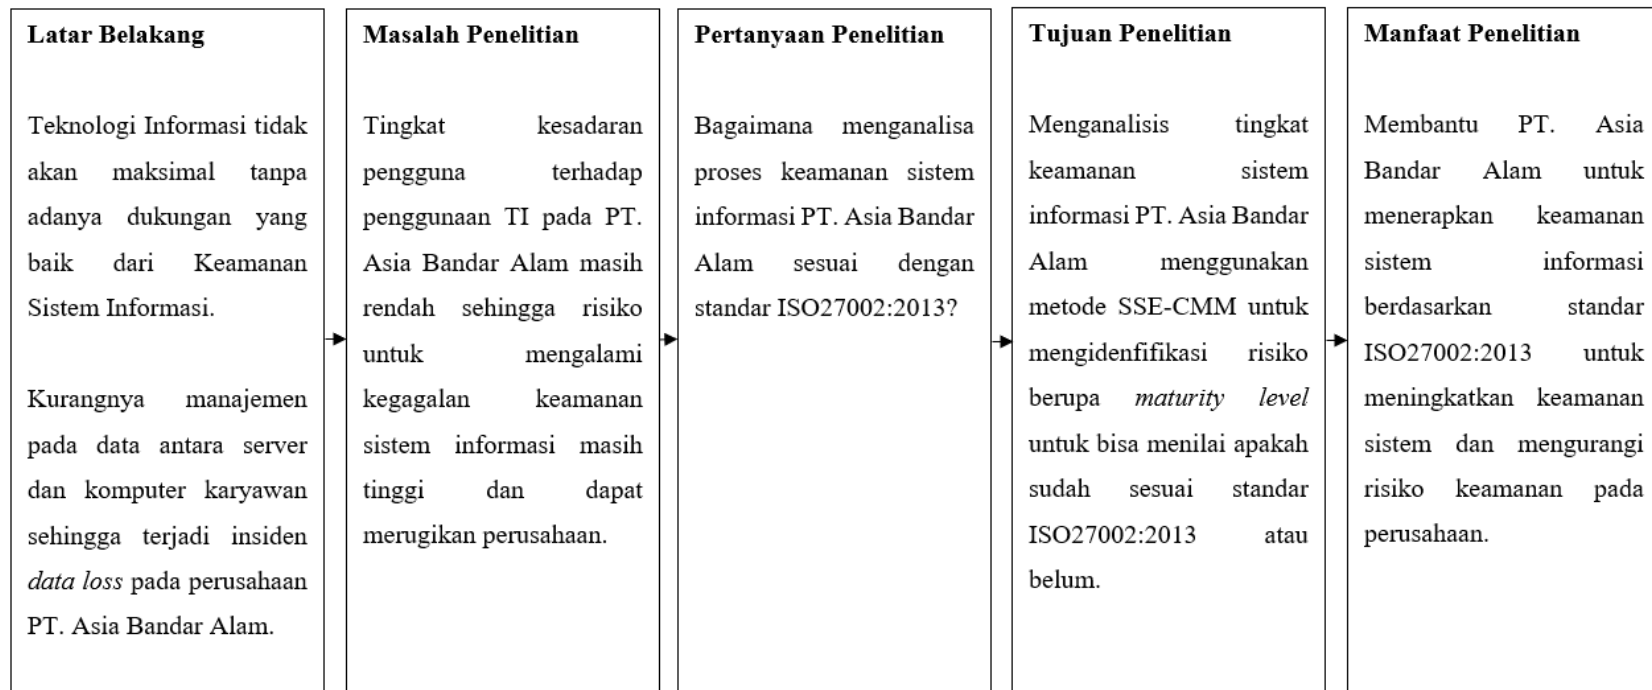 Latar Belakang
Teknologi Informasi tidak
akan maksimal tanpa
adanya dukungan yang
baik dari Keamanan
Sistem Informasi.
Kurangnya manajemen
pada data antara server
dan komputer karyawan
sehingga terjadi insiden
data loss pada perusahaan
PT. Asia Bandar Alam.
Masalah Penelitian
Tingkat kesadaran
pengguna terhadap
penggunaan TI pada PT.
Asia Bandar Alam masih
rendah sehingga risiko
untuk mengalami
kegagalan keamanan
sistem informasi masih
tinggi dan dapat
merugikan perusahaan.
Pertanyaan Penelitian
Bagaimana menganalisa
proses keamanan sistem
informasi PT. Asia Bandar
Alam sesuai dengan
standar ISO27002:2013?
Tujuan Penelitian
Menganalisis tingkat
keamanan sistem
informasi PT. Asia Bandar
Alam menggunakan
metode SSE-CMM untuk
mengidenfifikasi risiko
berupa maturity level
untuk bisa menilai apakah
sudah sesuai standar
ISO27002:2013 atau
belum.
Manfaat Penelitian
Membantu PT. Asia
Bandar Alam untuk
menerapkan keamanan
sistem informasi
berdasarkan standar
ISO27002:2013 untuk
meningkatkan keamanan
sistem dan mengurangi
risiko keamanan pada
perusahaan.